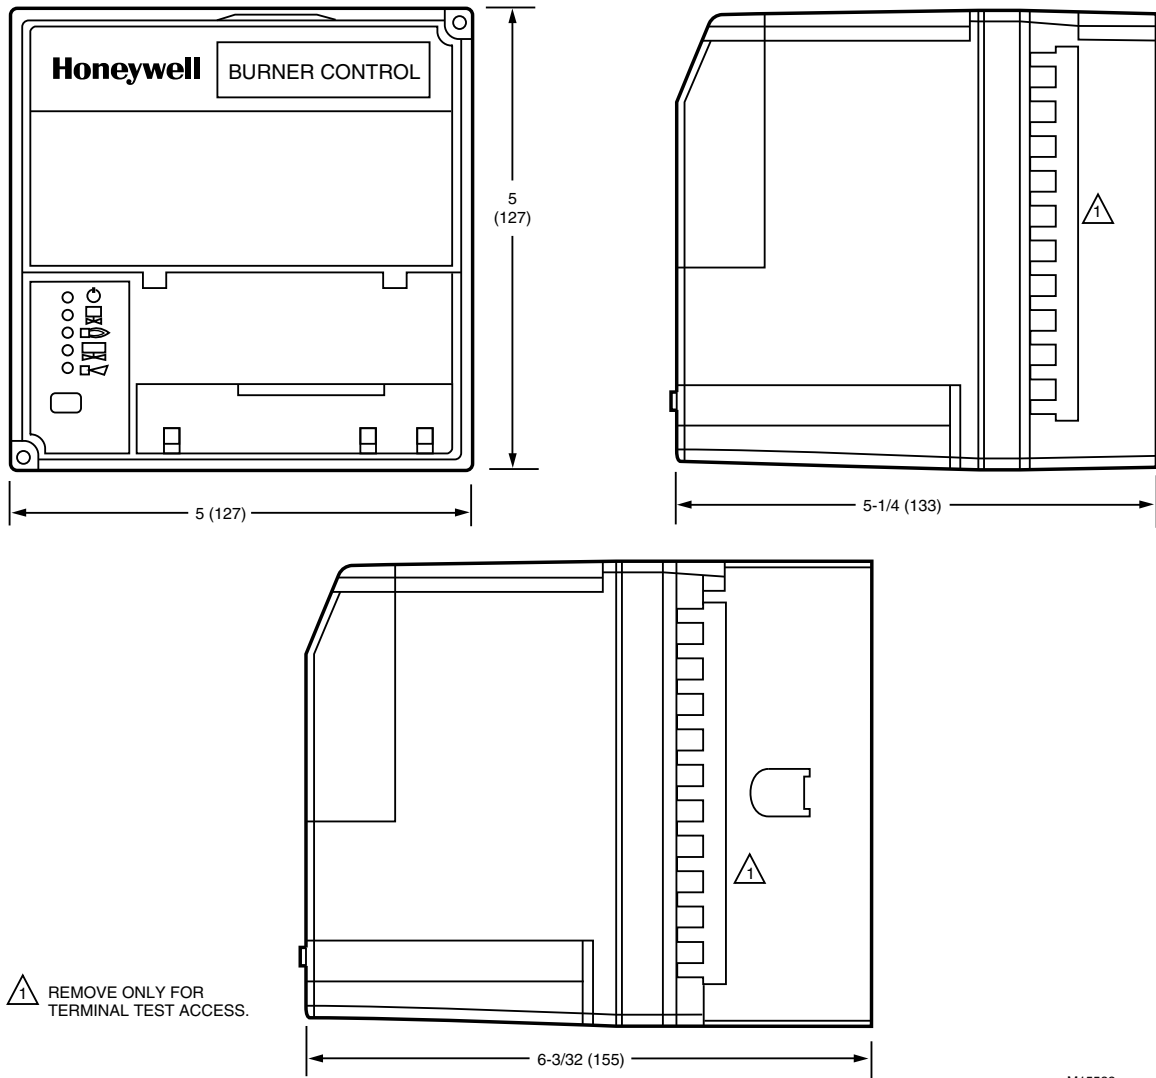 Honeywell
BURNER CONTROL
5
(127)
5 (127)
1
5-1/4 (133)
1
1 REMOVE ONLY FOR
TERMINAL TEST ACCESS.
6-3/32 (155)